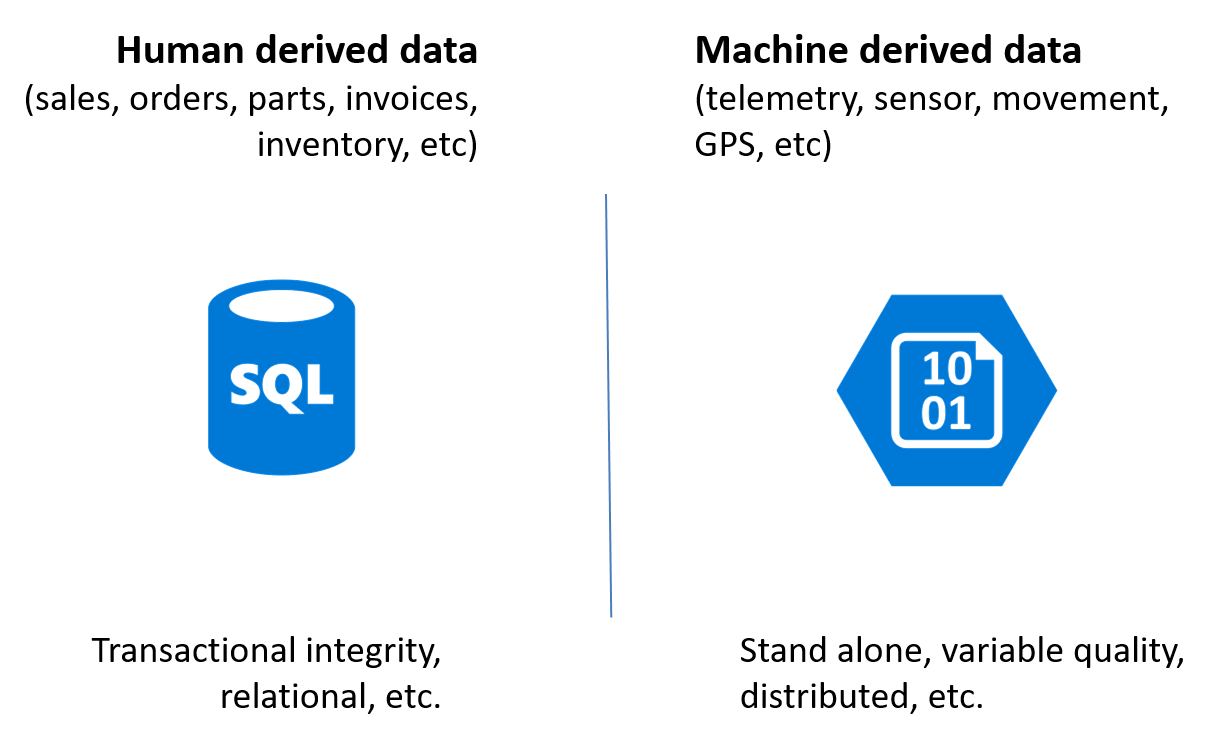 Human derived data
(sales, orders, parts, invoices,
inventory, etc)
Machine derived data
(telemetry, sensor, movement,
GPS, etc)
SQL
10
01
Transactional integrity,
relational, etc.
Stand alone, variable quality,
distributed, etc.